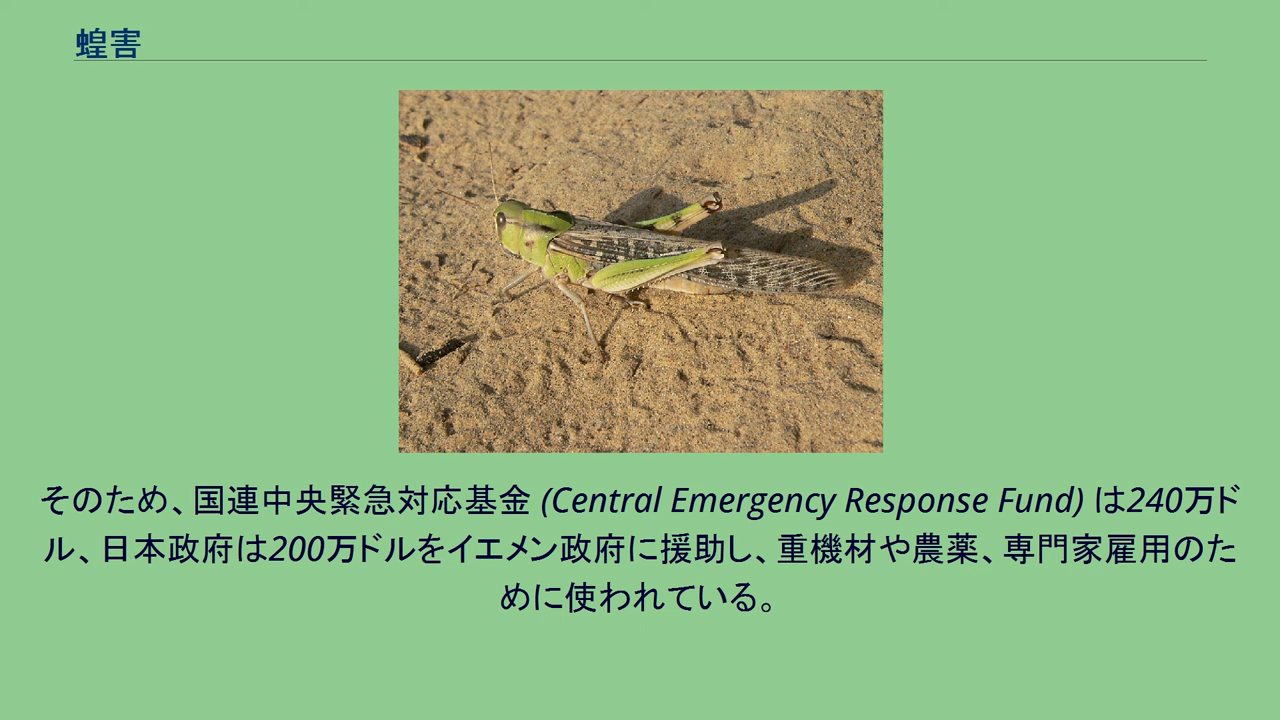 蝗害
そのため、国連中央緊急対応基金 (Central Emergency Response Fund) は240万ド
ル、日本政府は200万ドルをイエメン政府に援助し、重機材や農薬、専門家雇用のた
めに使われている。